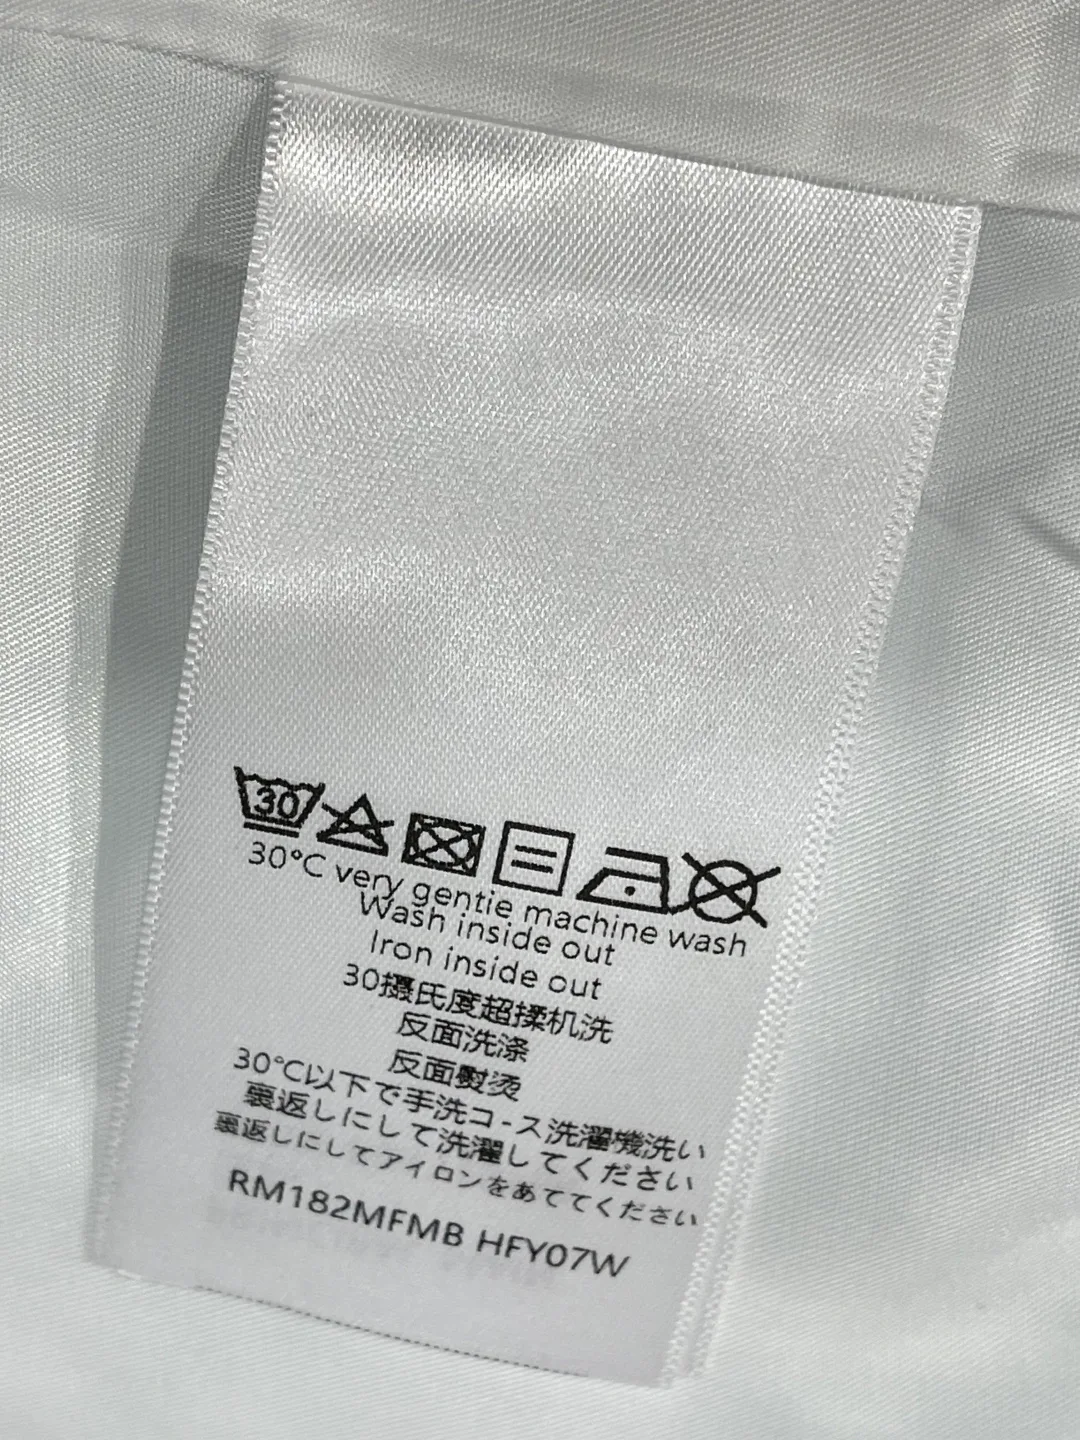 30
30°C very gentie machine wash
Wash inside out
Iron inside out
30摄氏度超揉机洗
反面洗涤
反面熨烫
30℃以下で手洗コ-ス洗濯機洗い
裏返しにして洗濯してください
裏返しにしてアイロンをあててください
RM182MFMB HFY07W